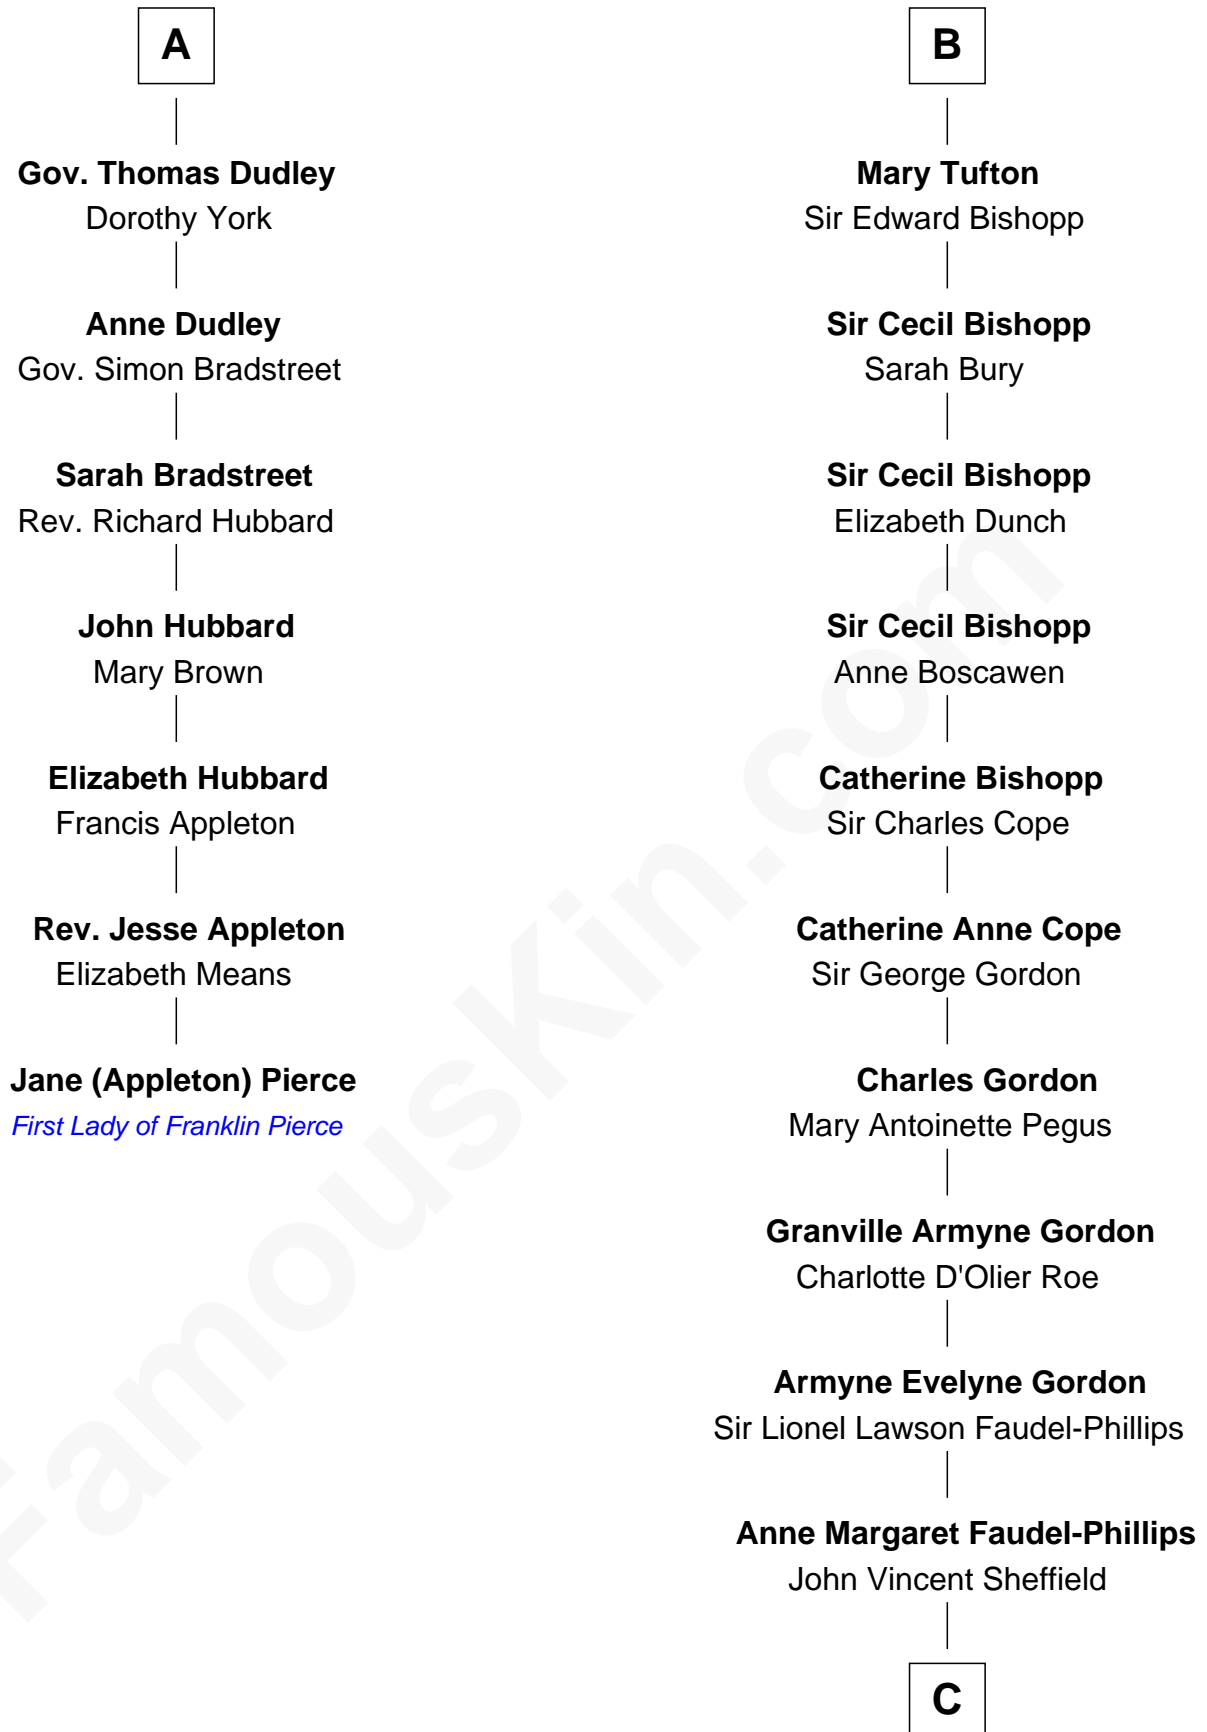 A
Gov. Thomas Dudley
Dorothy York
Anne Dudley
Gov. Simon Bradstreet
Sarah Bradstreet
Rev. Richard Hubbard
John Hubbard
Mary Brown
Elizabeth Hubbard
Francis Appleton
Rev. Jesse Appleton
Elizabeth Means
Jane (Appleton) Pierce
First Lady of Franklin Pierce
B
Mary Tufton
Sir Edward Bishopp
Sir Cecil Bishopp
Sarah Bury
Sir Cecil Bishopp
Elizabeth Dunch
Sir Cecil Bishopp
Anne Boscawen
Catherine Bishopp
Sir Charles Cope
Catherine Anne Cope
Sir George Gordon
Charles Gordon
Mary Antoinette Pegus
Granville Armyne Gordon
Charlotte D'Olier Roe
Armyne Evelyne Gordon
Sir Lionel Lawson Faudel-Phillips
Anne Margaret Faudel-Phillips
John Vincent Sheffield
C
FamousKin.com